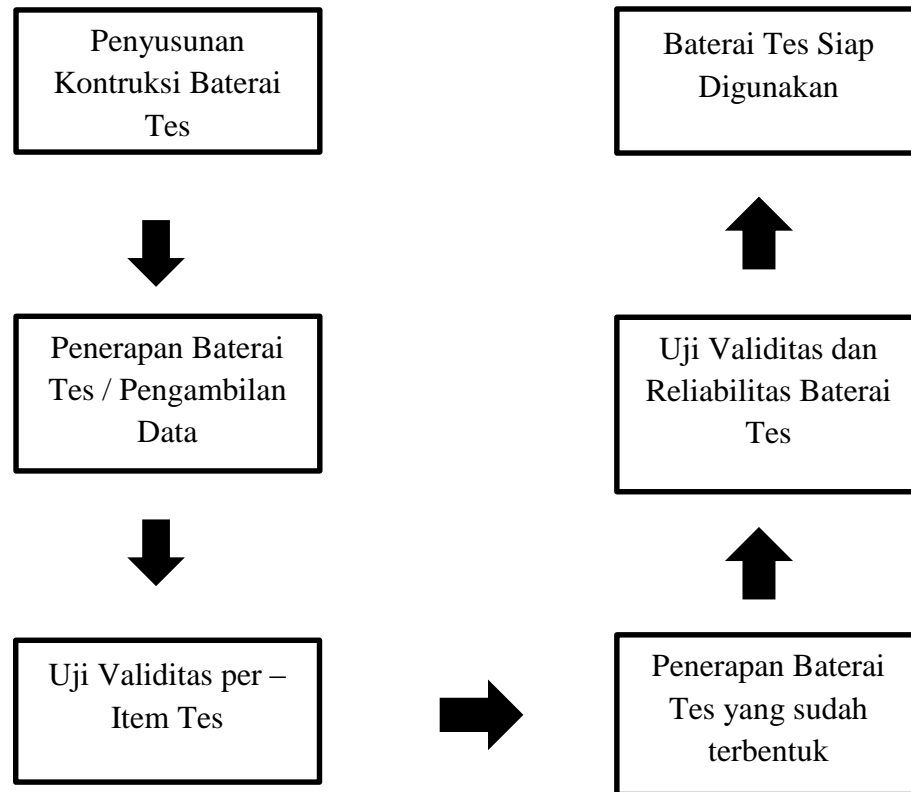 Penyusunan
Kontruksi Baterai
Tes
Penerapan Baterai
Tes / Pengambilan
Data
Uji Validitas per –
Item Tes
Penerapan Baterai
Tes yang sudah
terbentuk
Uji Validitas dan
Reliabilitas Baterai
Tes
Baterai Tes Siap
Digunakan